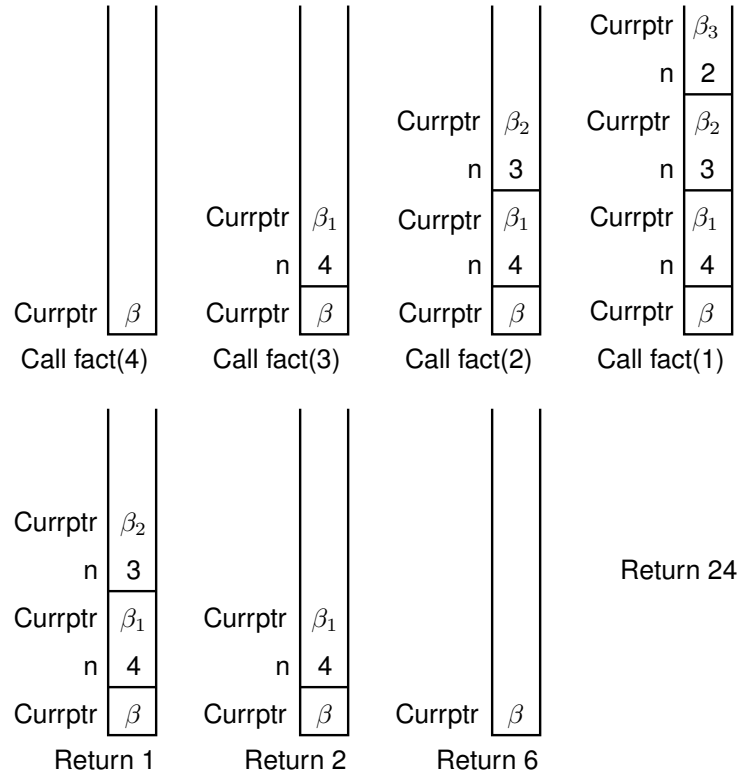 Currptr β₃
n 2
Currptr β₂ Currptr β₂
n 3 n 3
Currptr β₁ Currptr β₁ Currptr β₁
n 4 n 4 n 4
Currptr β Currptr β Currptr β Currptr β
Call fact(4) Call fact(3) Call fact(2) Call fact(1)
Currptr β₂
n 3 Return 24
Currptr β₁ Currptr β₁
n 4 n 4
Currptr β Currptr β Currptr β
Return 1 Return 2 Return 6